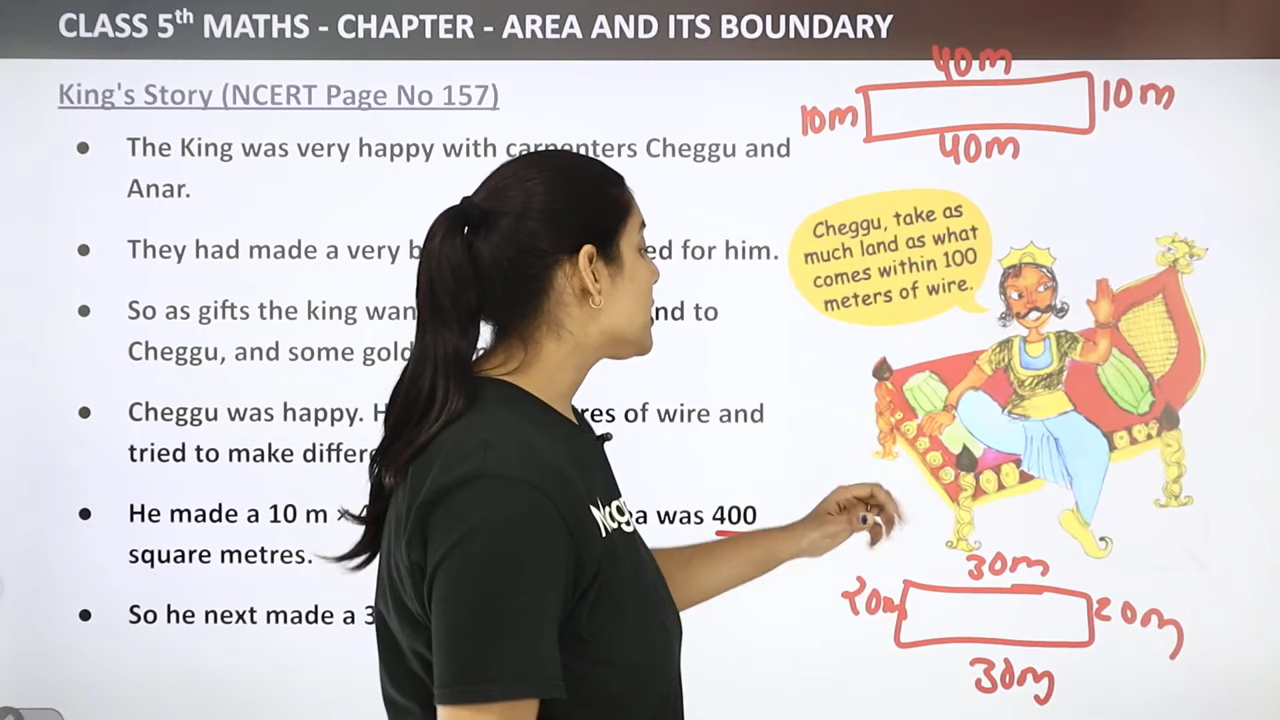 CLASS 5th MATHS - CHAPTER - AREA AND ITS BOUNDARY
King's Story (NCERT Page No 157)
The King was very happy with carpenters Cheggu and
Anar.
They had made a very b ed for him.
So as gifts the king wan nd to
Cheggu, and some gold
Cheggu was happy. H res of wire and
tried to make differe
He made a 10 m × a was 400
square metres.
So he next made a 3
40m
10m
10m
40m
Cheggu, take as
much land as what
comes within 100
meters of wire.
30m
20m
20m
30m